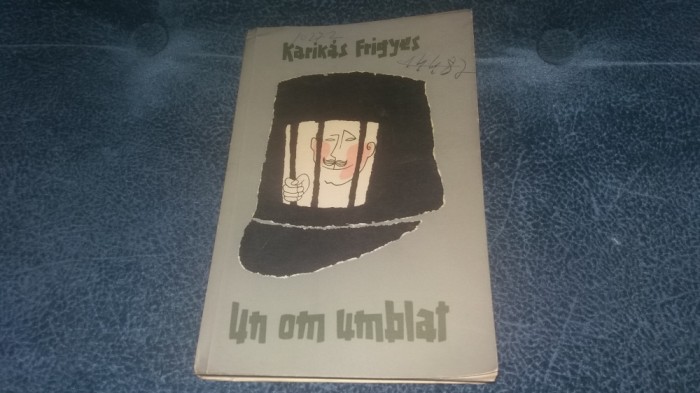 Karikás Frigyes
Un om umblat